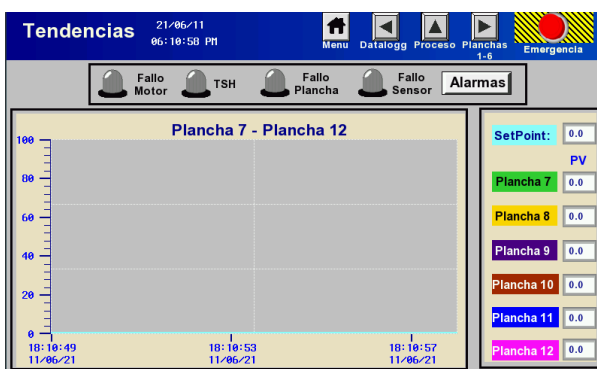 Tendencias
21/06/11
06:10:58 PM
Menu
Datalogg
Proceso
Planchas
1-6
Emergencia
Fallo
Motor
TSH
Fallo
Plancha
Fallo
Sensor
Alarmas
Plancha 7 - Plancha 12
100
80
60
40
20
0
18:10:49
11/06/21
18:10:53
11/06/21
18:10:57
11/06/21
SetPoint: 0.0
PV
Plancha 7 0.0
Plancha 8 0.0
Plancha 9 0.0
Plancha 10 0.0
Plancha 11 0.0
Plancha 12 0.0